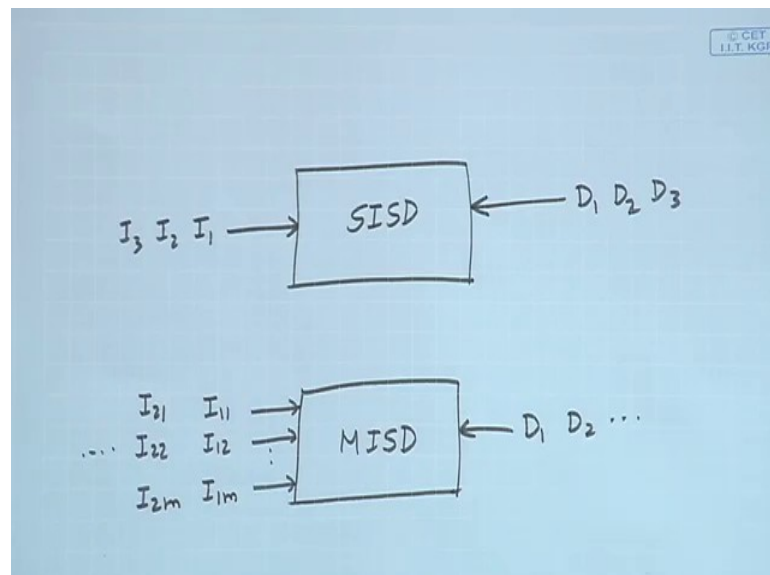 © CET
I.I.T. KGP
SISD
I₃ I₂ I₁
D₁ D₂ D₃
I₂₁ I₁₁
.... I₂₂ I₁₂
MISD
D₁ D₂ ...
I₂ₘ I₁ₘ